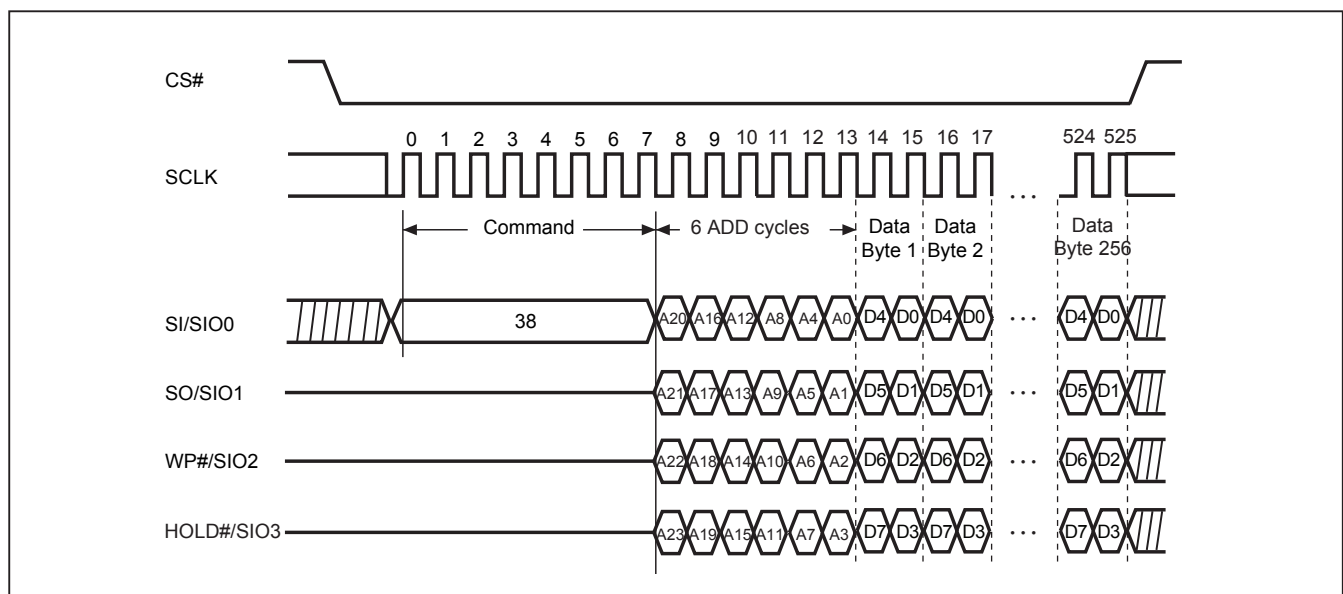 CS#
0 1 2 3 4 5 6 7 8 9 10 11 12 13 14 15 16 17 524 525
SCLK
...
Command 6 ADD cycles Data Data Data
Byte 1 Byte 2 Byte 256
SI/SIO0 38 A20 A16 A12 A8 A4 A0 D4 D0 D4 D0 ... D4 D0
SO/SIO1 A21 A17 A13 A9 A5 A1 D5 D1 D5 D1 ... D5 D1
WP#/SIO2 A22 A18 A14 A10 A6 A2 D6 D2 D6 D2 ... D6 D2
HOLD#/SIO3 A23 A19 A15 A11 A7 A3 D7 D3 D7 D3 ... D7 D3